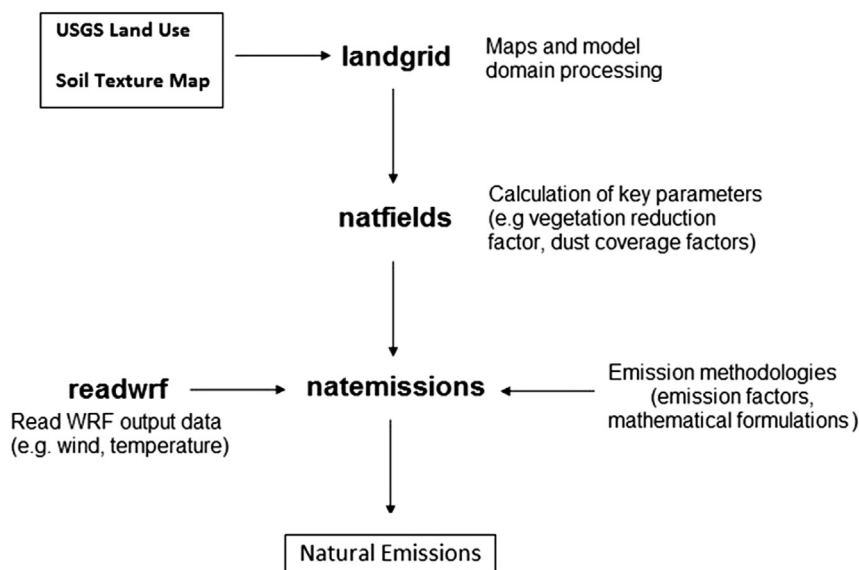 USGS Land Use
Soil Texture Map
landgrid
Maps and model
domain processing
natfields
Calculation of key parameters
(e.g vegetation reduction
factor, dust coverage factors)
readwrf
Read WRF output data
(e.g. wind, temperature)
natemissions
Emission methodologies
(emission factors,
mathematical formulations)
Natural Emissions